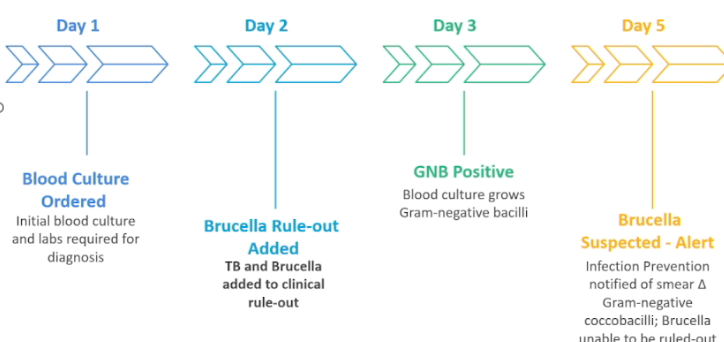 Day 1
Day 2
Day 3
Day 5
Blood Culture
Ordered
Initial blood culture
and labs required for
diagnosis
Brucella Rule-out
Added
TB and Brucella
added to clinical
rule-out
GNB Positive
Blood culture grows
Gram-negative bacilli
Brucella
Suspected - Alert
Infection Prevention
notified of smear Δ
Gram-negative
coccobacilli; Brucella
unable to be ruled-out